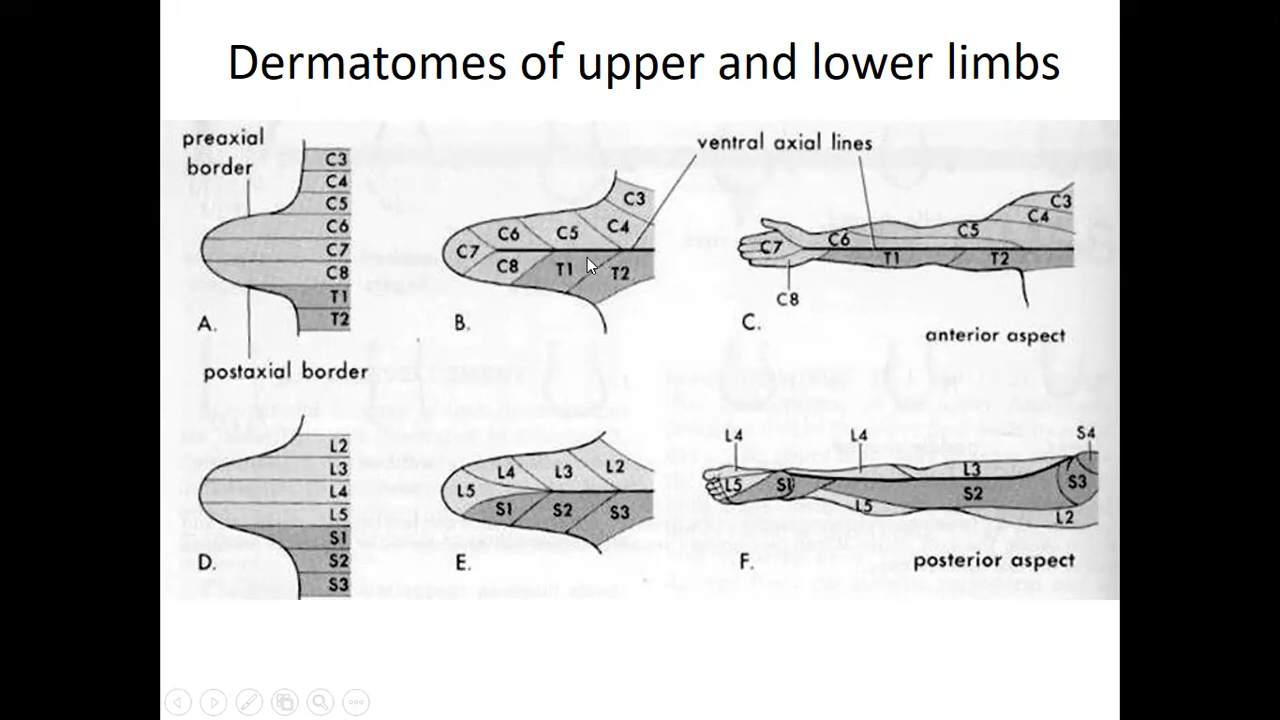 Dermatomes of upper and lower limbs
preaxial
border
C3
C4
C5
C6
C7
C8
T1
T2
A.
postaxial border
ventral axial lines
C3
C4
C5
C6
C7
C8
T1
T2
B.
C3
C4
C5
C6
C7
T1
T2
C8
C.
anterior aspect
L2
L3
L4
L5
S1
S2
S3
D.
L2
L3
L4
L5
S1
S2
S3
E.
L4
L4
S4
L3
L5
S1
S2
S3
L5
L2
F.
posterior aspect